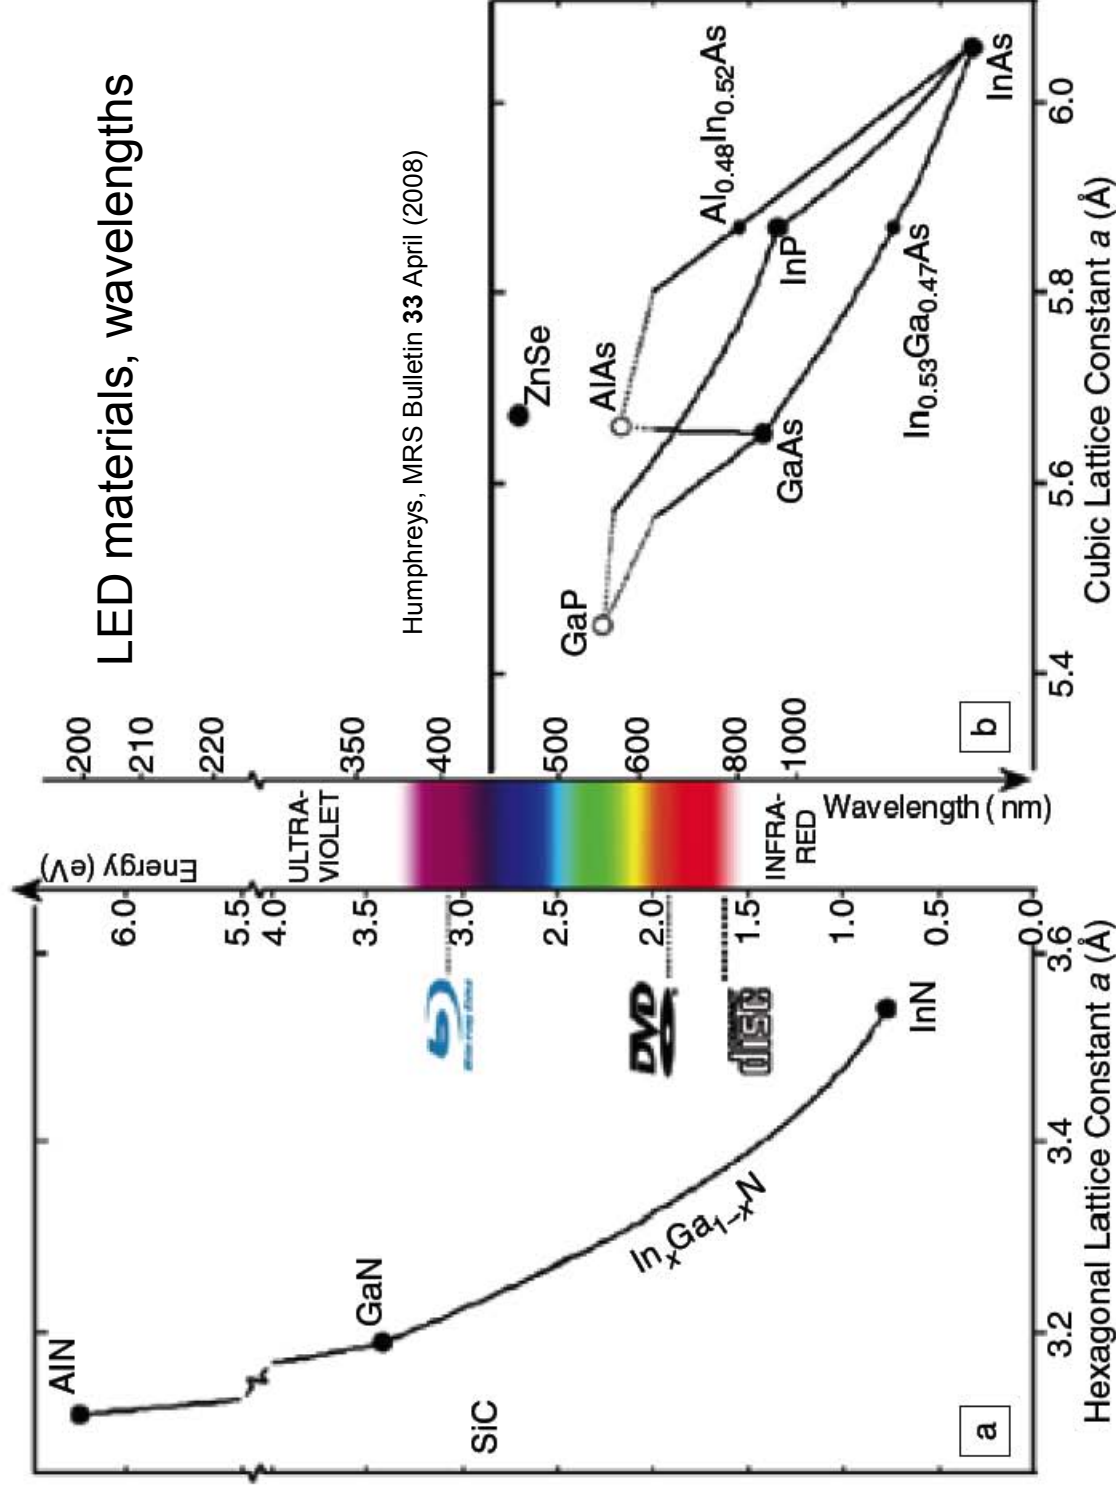 LED materials, wavelengths
Humphreys, MRS Bulletin 33 April (2008)
AlN
GaN
SiC
InₓGa₁₋ₓN
InN
a
6.0
5.5
4.0
3.5
3.0
2.5
2.0
1.5
1.0
0.5
0.0
Energy (eV)
3.2
3.4
3.6
Hexagonal Lattice Constant a (Å)
DVD
disc
ULTRA-
VIOLET
INFRA-
RED
200
210
220
350
400
500
600
800
1000
Wavelength (nm)
ZnSe
GaP
AlAs
Al₀.₄₈In₀.₅₂As
InP
GaAs
In₀.₅₃Ga₀.₄₇As
InAs
b
5.4
5.6
5.8
6.0
Cubic Lattice Constant a (Å)